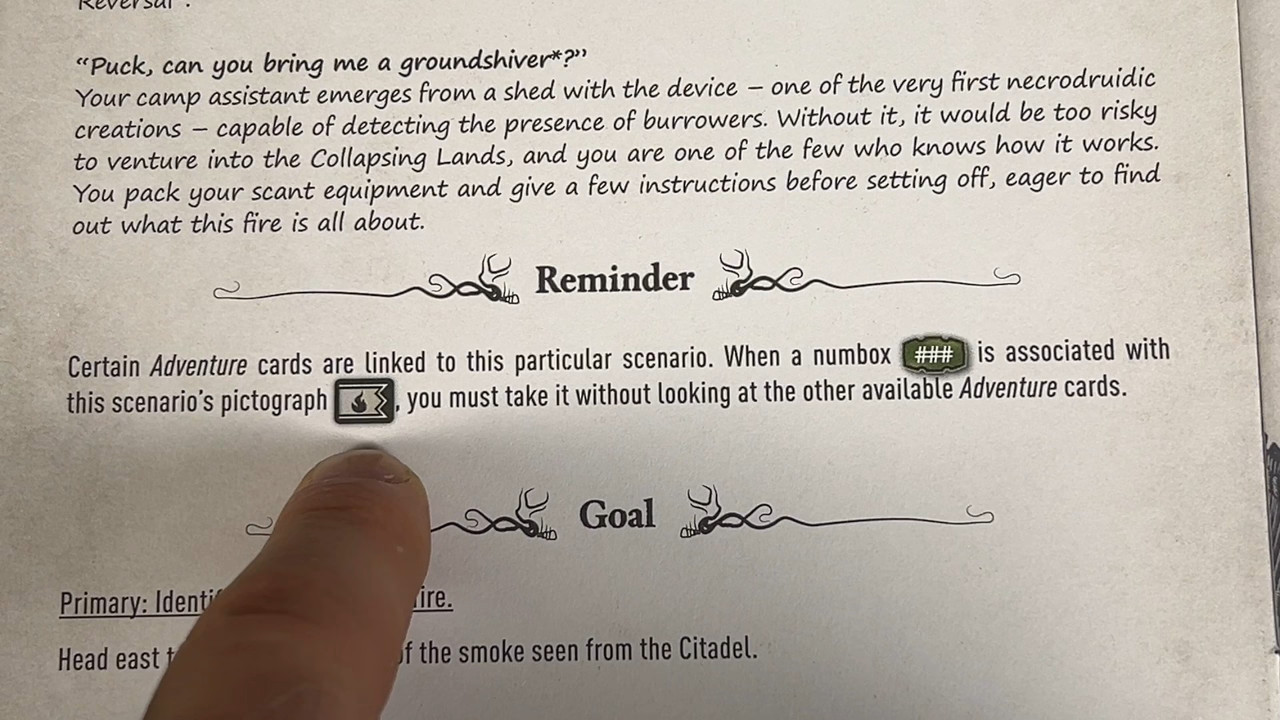 Reversal".
“Puck, can you bring me a groundshiver*?”
Your camp assistant emerges from a shed with the device – one of the very first necrodruidic
creations – capable of detecting the presence of burrowers. Without it, it would be too risky
to venture into the Collapsing Lands, and you are one of the few who knows how it works.
You pack your scant equipment and give a few instructions before setting off, eager to find
out what this fire is all about.
Reminder
Certain Adventure cards are linked to this particular scenario. When a numbox ### is associated with
this scenario's pictograph , you must take it without looking at the other available Adventure cards.
Goal
Primary: ire.
Head east of the smoke seen from the Citadel.